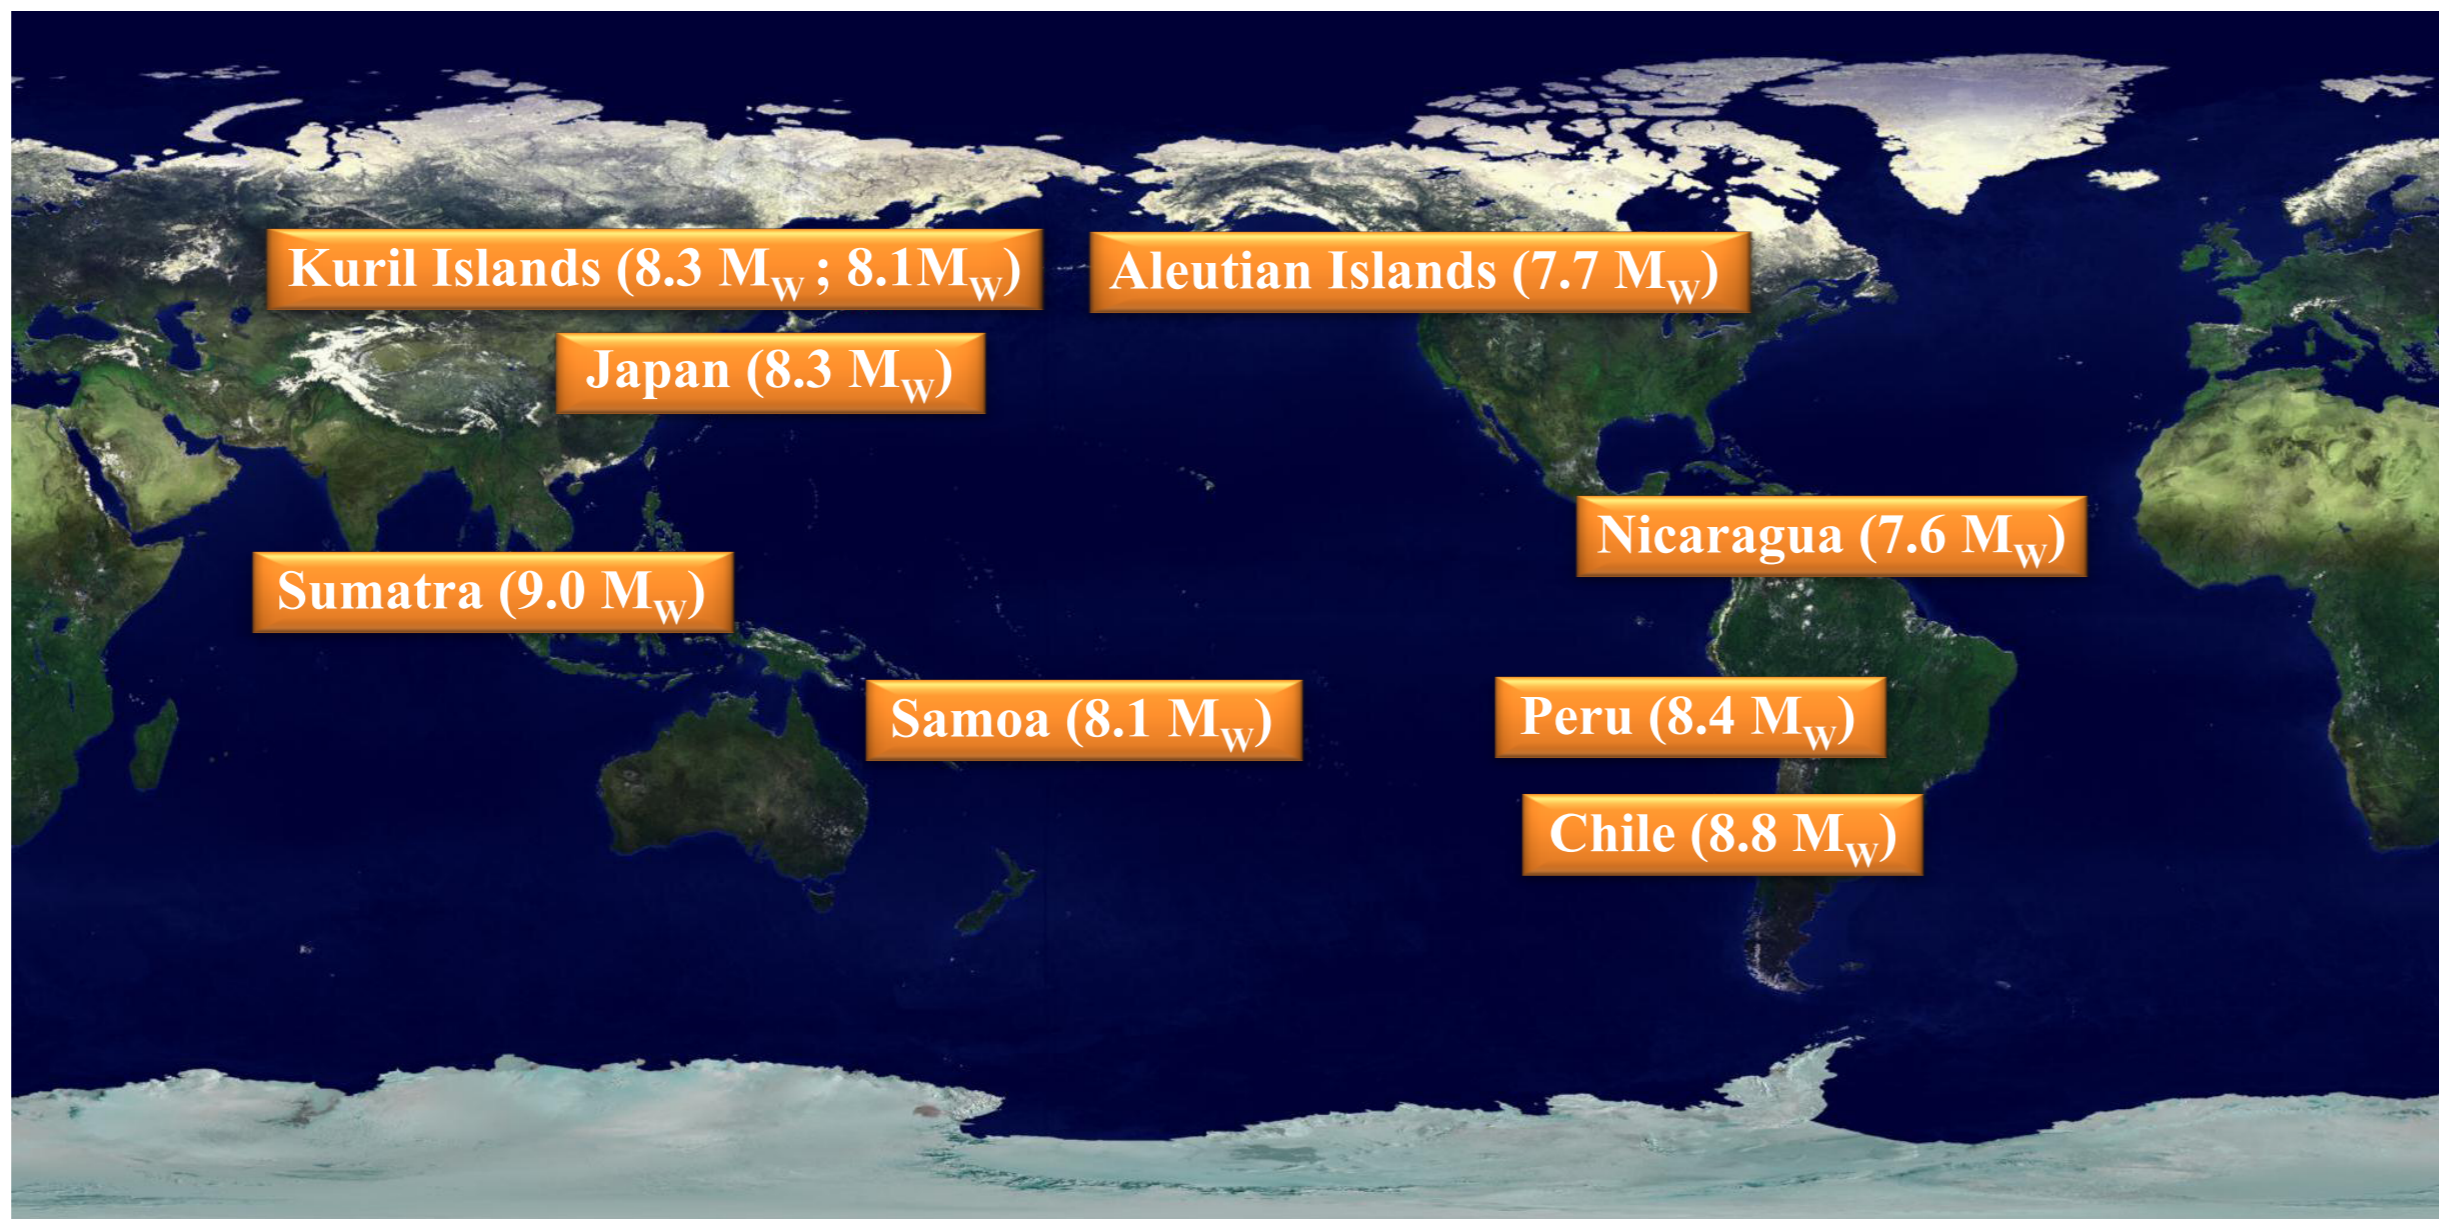 Kuril Islands (8.3 Mw ; 8.1Mw)
Aleutian Islands (7.7 Mw)
Japan (8.3 Mw)
Nicaragua (7.6 Mw)
Sumatra (9.0 Mw)
Samoa (8.1 Mw)
Peru (8.4 Mw)
Chile (8.8 Mw)